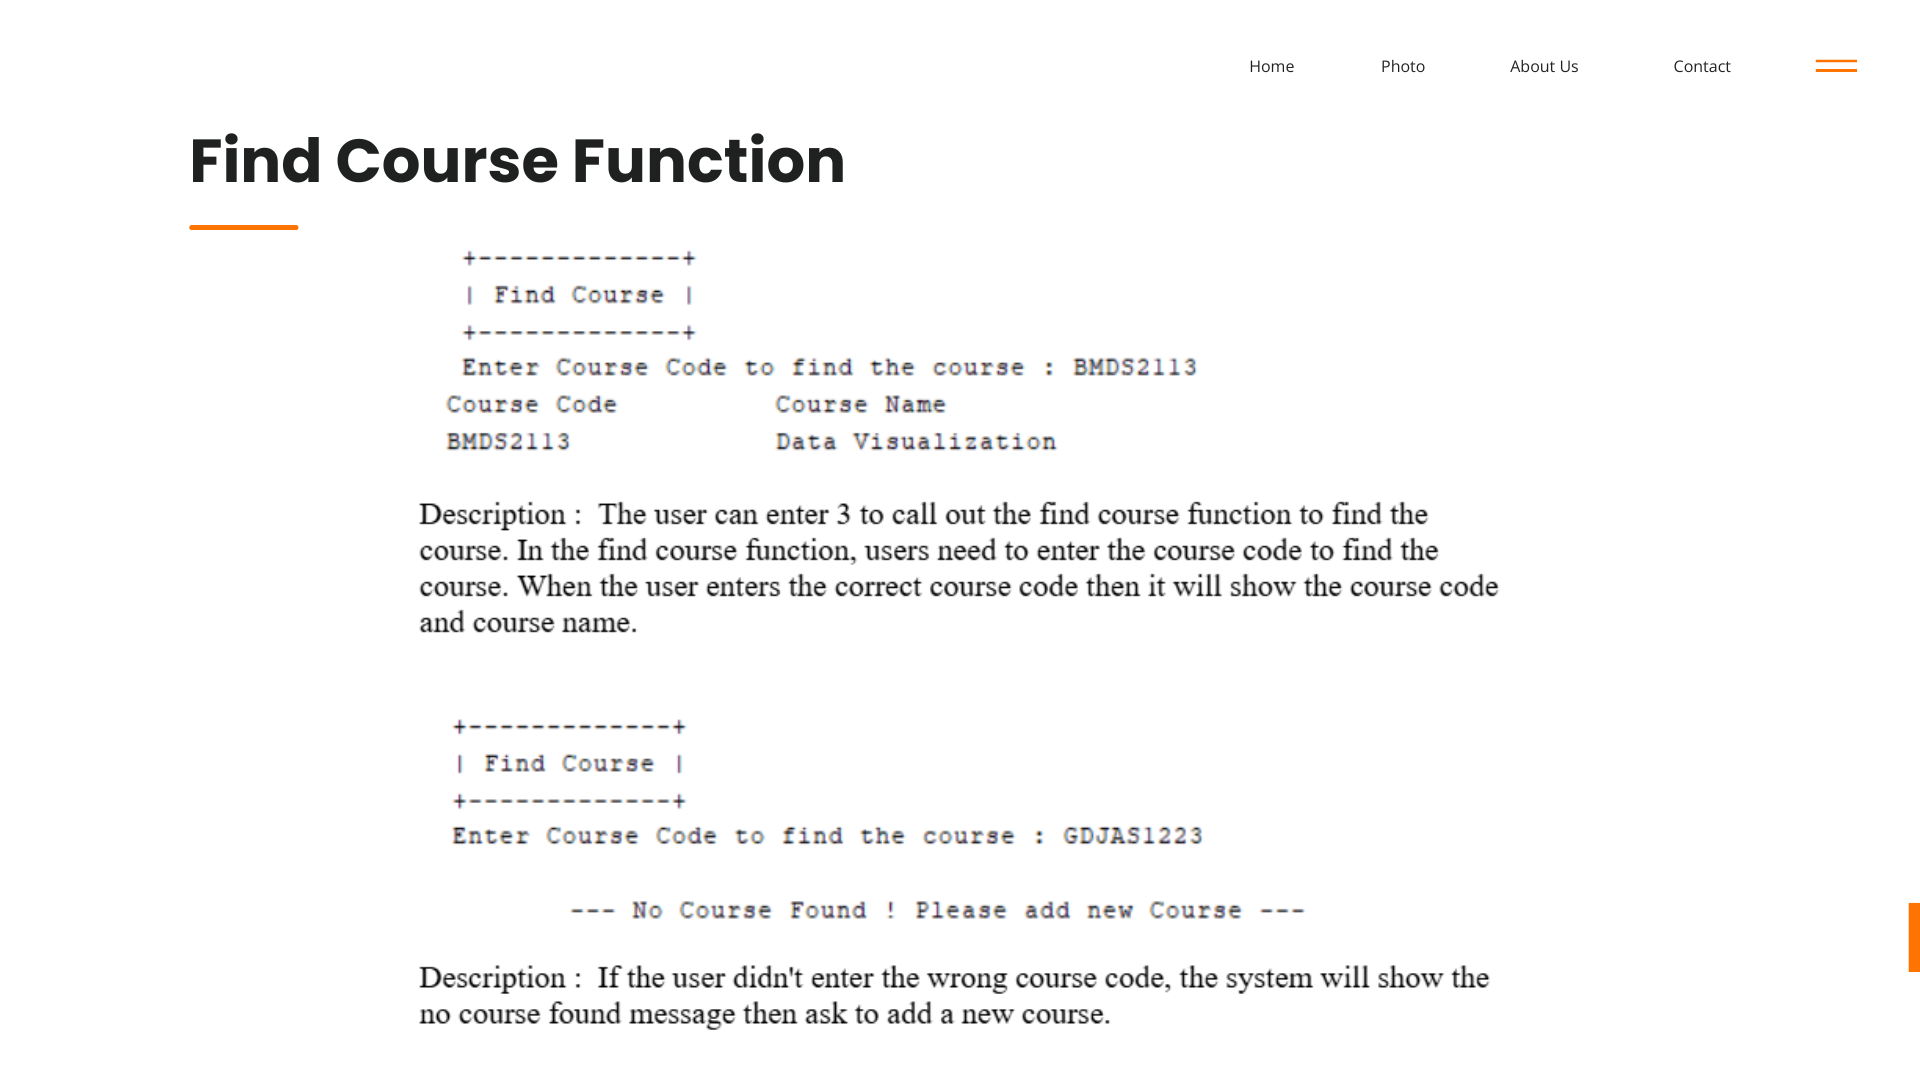 Home Photo About Us Contact
Find Course Function
+-------------+
| Find Course |
+-------------+
Enter Course Code to find the course : BMDS2113
Course Code Course Name
BMDS2113 Data Visualization
Description : The user can enter 3 to call out the find course function to find the
course. In the find course function, users need to enter the course code to find the
course. When the user enters the correct course code then it will show the course code
and course name.
+-------------+
| Find Course |
+-------------+
Enter Course Code to find the course : GDJAS1223
--- No Course Found ! Please add new Course ---
Description : If the user didn't enter the wrong course code, the system will show the
no course found message then ask to add a new course.